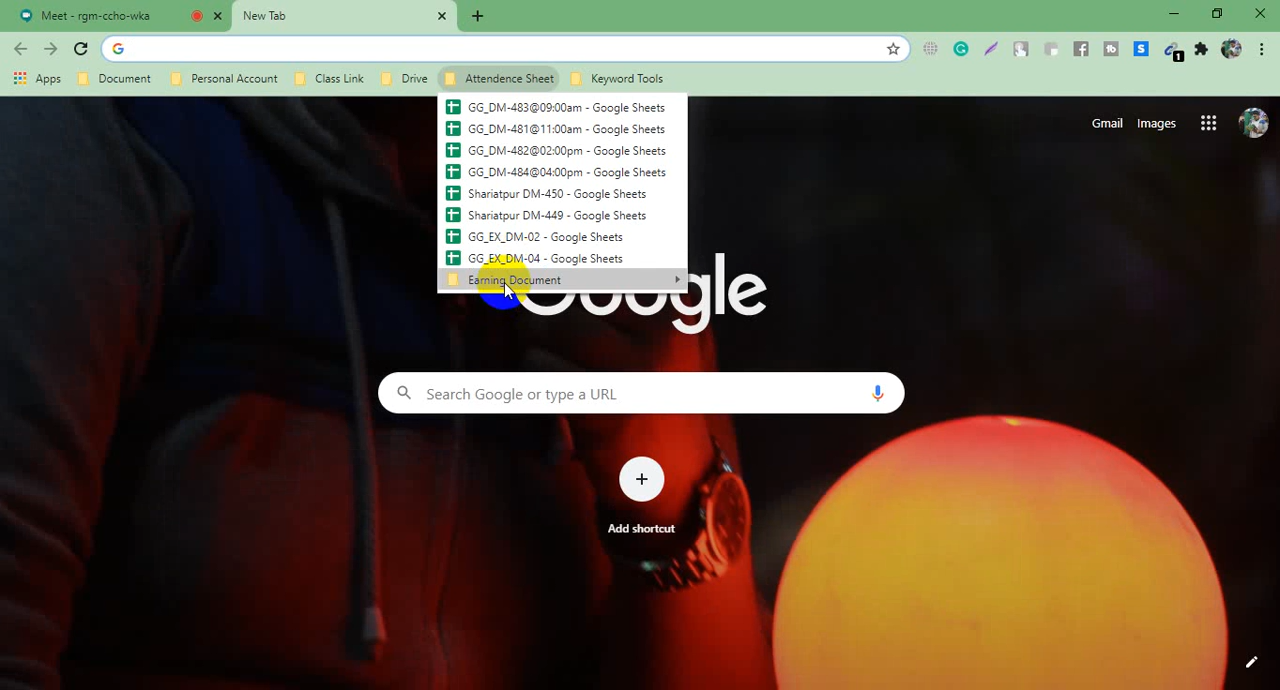 Meet - rgm-ccho-wka
New Tab
Apps
Document
Personal Account
Class Link
Drive
Attendence Sheet
Keyword Tools
GG_DM-483@09:00am - Google Sheets
GG_DM-481@11:00am - Google Sheets
GG_DM-482@02:00pm - Google Sheets
GG_DM-484@04:00pm - Google Sheets
Shariatpur DM-450 - Google Sheets
Shariatpur DM-449 - Google Sheets
GG_EX_DM-02 - Google Sheets
GG_EX_DM-04 - Google Sheets
Earning Document
1
Gmail
Images
Google
Search Google or type a URL
Add shortcut